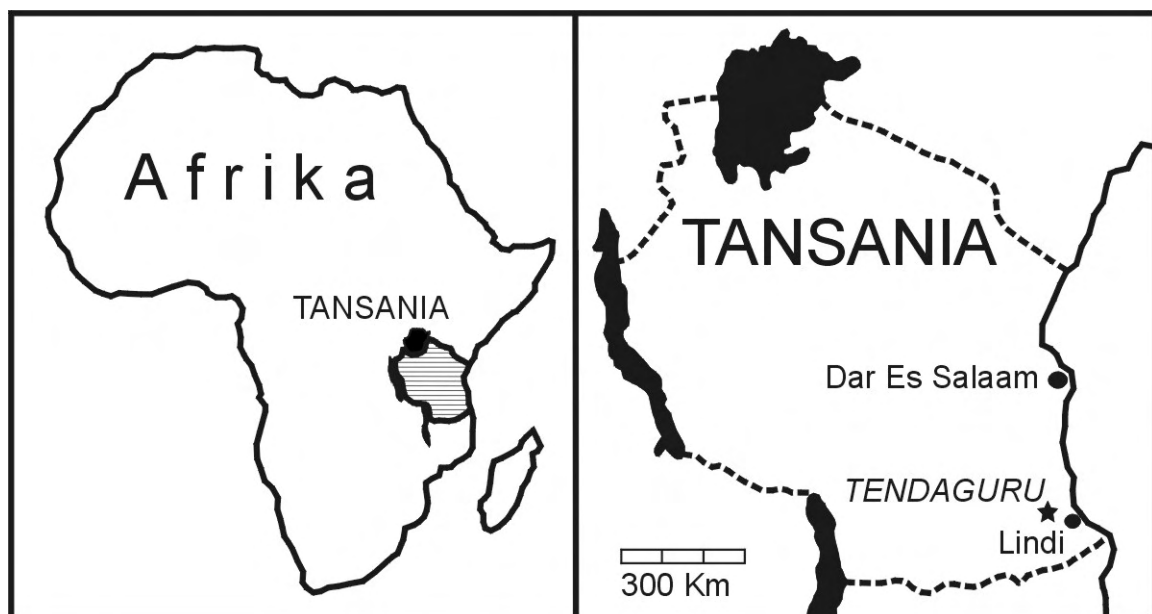 Afrika
TANSANIA
TANSANIA
Dar Es Salaam
TENDAGURU
Lindi
300 Km